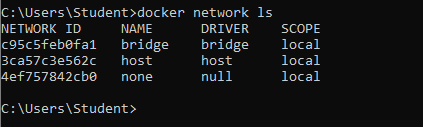 C:\Users\Student>docker network ls
NETWORK ID     NAME      DRIVER    SCOPE
c95c5feb0fa1   bridge    bridge    local
3ca57c3e562c   host      host      local
4ef757842cb0   none      null      local
C:\Users\Student>